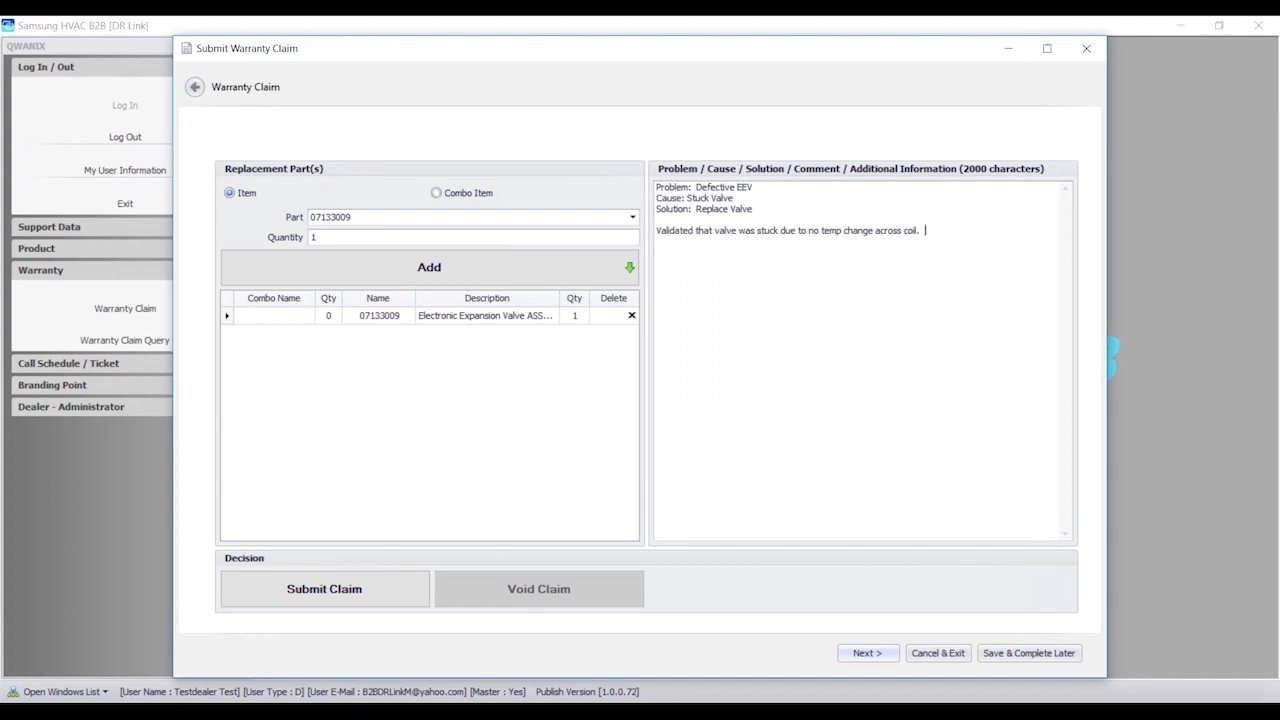 Samsung HVAC B2B [DR Link]
QWANIX
Log In / Out
Log In
Log Out
My User Information
Exit
Support Data
Product
Warranty
Warranty Claim
Warranty Claim Query
Call Schedule / Ticket
Branding Point
Dealer - Administrator
Submit Warranty Claim
Warranty Claim
Replacement Part(s)
Item
Combo Item
Part 07133009
Quantity 1
Add
Combo Name Qty Name Description Qty Delete
0 07133009 Electronic Expansion Valve ASS... 1
Problem / Cause / Solution / Comment / Additional Information (2000 characters)
Problem: Defective EEV
Cause: Stuck Valve
Solution: Replace Valve
Validated that valve was stuck due to no temp change across coil.
Decision
Submit Claim
Void Claim
Next >
Cancel & Exit
Save & Complete Later
Open Windows List [User Name : Testdealer Test] [User Type : D] [User E-Mail : B2BDRLinkM@yahoo.com] [Master : Yes] Publish Version [1.0.0.72]